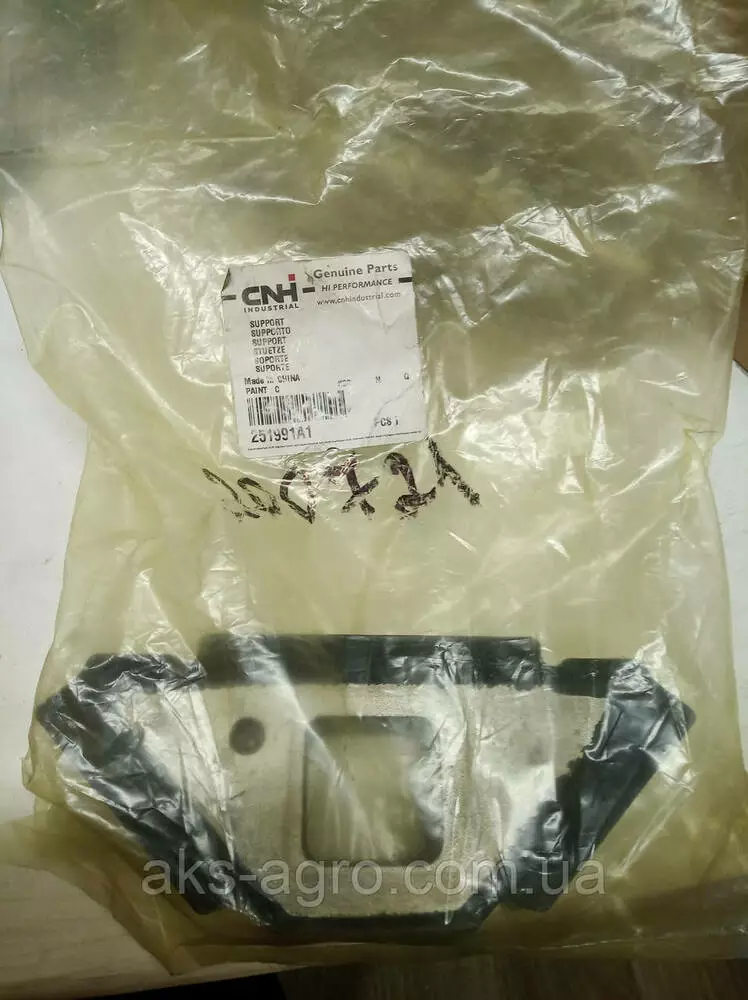 CNH
INDUSTRIAL
Genuine Parts
HI PERFORMANCE
www.cnhindustrial.com
SUPPORT
SUPPORTO
SUPPORT
STUETZE
SOPORTE
SUPORTE
Made in CHINA
PAINT C
251991A1
aks-agro.com.ua